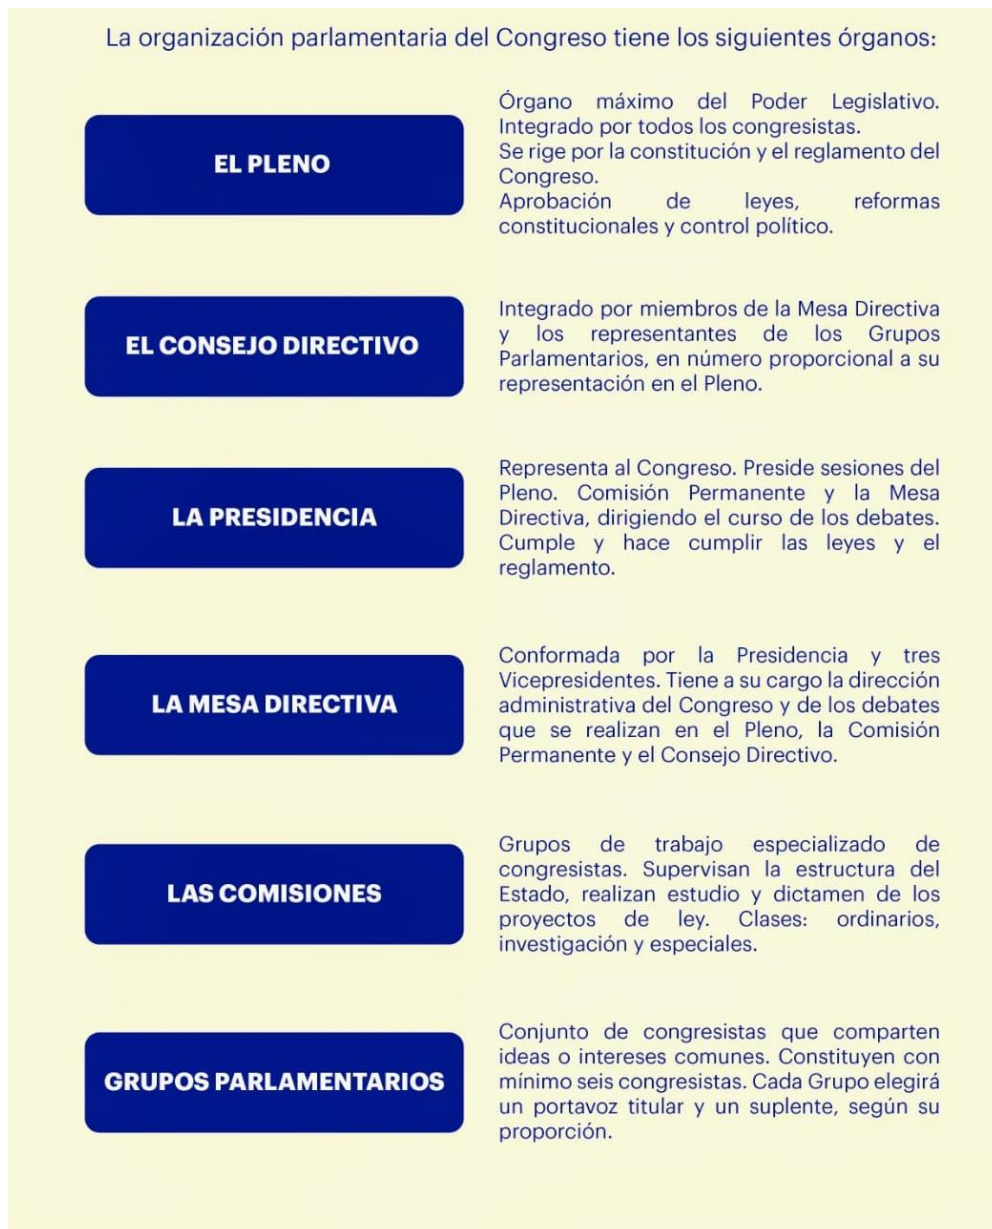 La organización parlamentaria del Congreso tiene los siguientes órganos:
EL PLENO
Órgano máximo del Poder Legislativo.
Integrado por todos los congresistas.
Se rige por la constitución y el reglamento del
Congreso.
Aprobación de leyes, reformas
constitucionales y control político.
EL CONSEJO DIRECTIVO
Integrado por miembros de la Mesa Directiva
y los representantes de los Grupos
Parlamentarios, en número proporcional a su
representación en el Pleno.
LA PRESIDENCIA
Representa al Congreso. Preside sesiones del
Pleno. Comisión Permanente y la Mesa
Directiva, dirigiendo el curso de los debates.
Cumple y hace cumplir las leyes y el
reglamento.
LA MESA DIRECTIVA
Conformada por la Presidencia y tres
Vicepresidentes. Tiene a su cargo la dirección
administrativa del Congreso y de los debates
que se realizan en el Pleno, la Comisión
Permanente y el Consejo Directivo.
LAS COMISIONES
Grupos de trabajo especializado de
congresistas. Supervisan la estructura del
Estado, realizan estudio y dictamen de los
proyectos de ley. Clases: ordinarios,
investigación y especiales.
GRUPOS PARLAMENTARIOS
Conjunto de congresistas que comparten
ideas o intereses comunes. Constituyen con
mínimo seis congresistas. Cada Grupo elegirá
un portavoz titular y un suplente, según su
proporción.